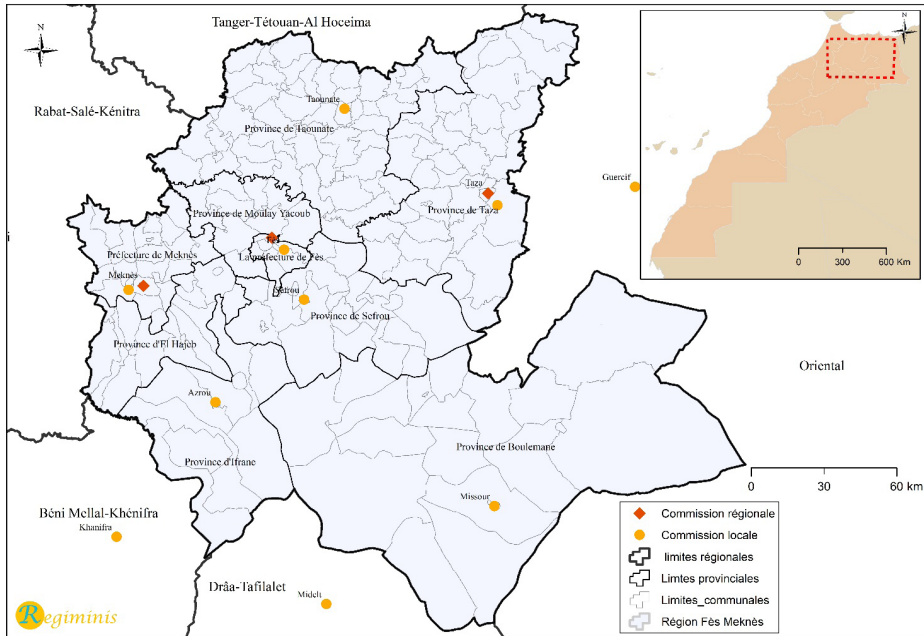 Tanger-Tétouan-Al Hoceima
N
N
Rabat-Salé-Kénitra
Taounate
Province de Taounate
Guercif
Taza
Province de Taza
Province de Moulay Yacoub
i
La préfecture de Fès
Préfecture de Meknès
Meknès
Sefrou
Province de Sefrou
0 300 600 Km
Province d'El Hajeb
Oriental
Azrou
Province d'Ifrane
Province de Boulemane
0 30 60 km
Missour
Béni Mellal-Khénifra
Khanifra
Drâa-Tafilalet
Midelt
Commission régionale
Commission locale
limites régionales
Limtes provinciales
Limites_communales
Région Fès Meknès
Regiminis